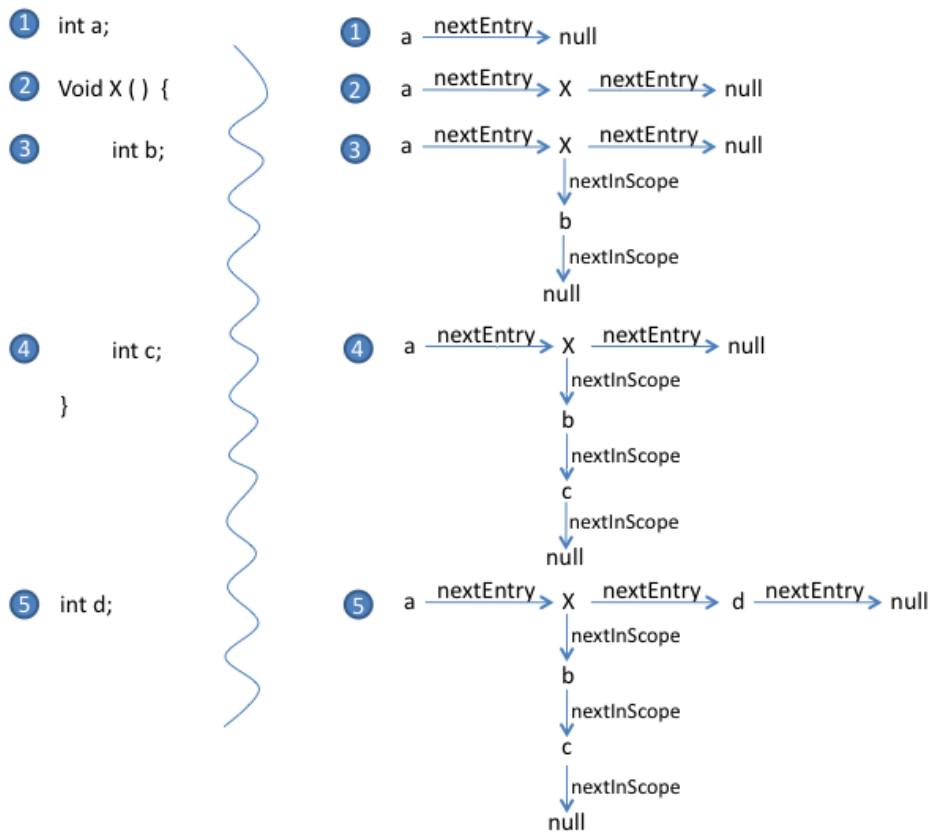 1 int a;
2 Void X ( ) {
3 int b;
4 int c;
}
5 int d;
1 a nextEntry null
2 a nextEntry X nextEntry null
3 a nextEntry X nextEntry null
nextInScope
b
nextInScope
null
4 a nextEntry X nextEntry null
nextInScope
b
nextInScope
c
nextInScope
null
5 a nextEntry X nextEntry d nextEntry null
nextInScope
b
nextInScope
c
nextInScope
null